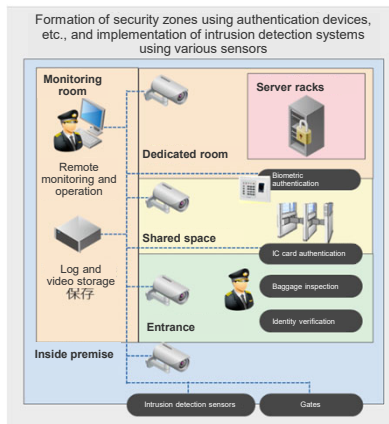 Formation of security zones using authentication devices,
etc., and implementation of intrusion detection systems
using various sensors
Monitoring
room
Server racks
Remote
monitoring and
operation
Dedicated room
Biometric
authentication
Shared space
IC card authentication
Log and
video storage
保存
Baggage inspection
Entrance
Identity verification
Inside premise
Intrusion detection sensors
Gates